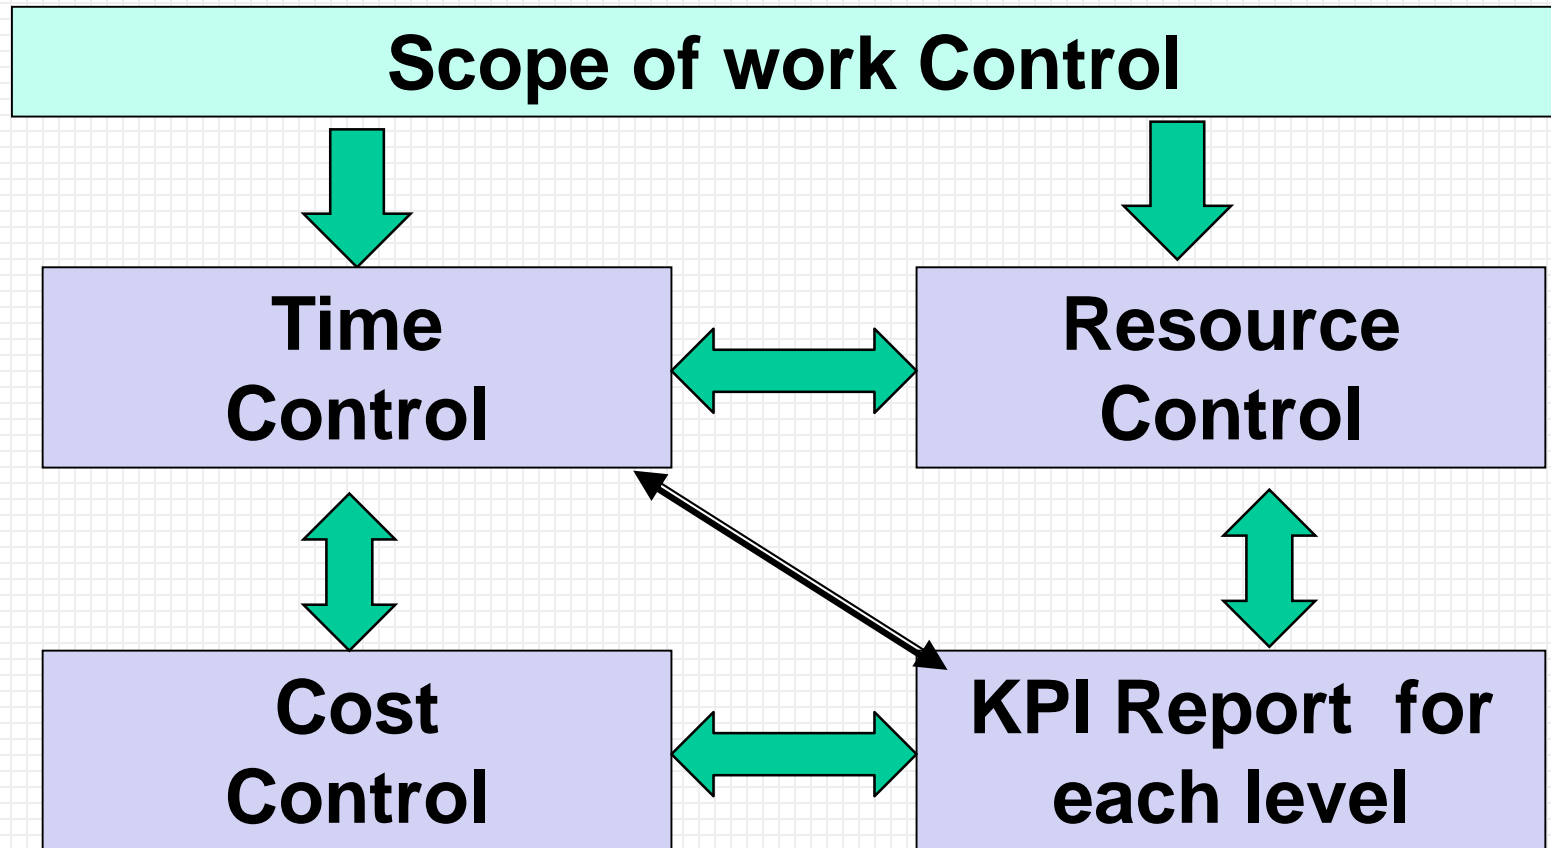 Scope of work Control
Time
Control
Resource
Control
Cost
Control
KPI Report for
each level